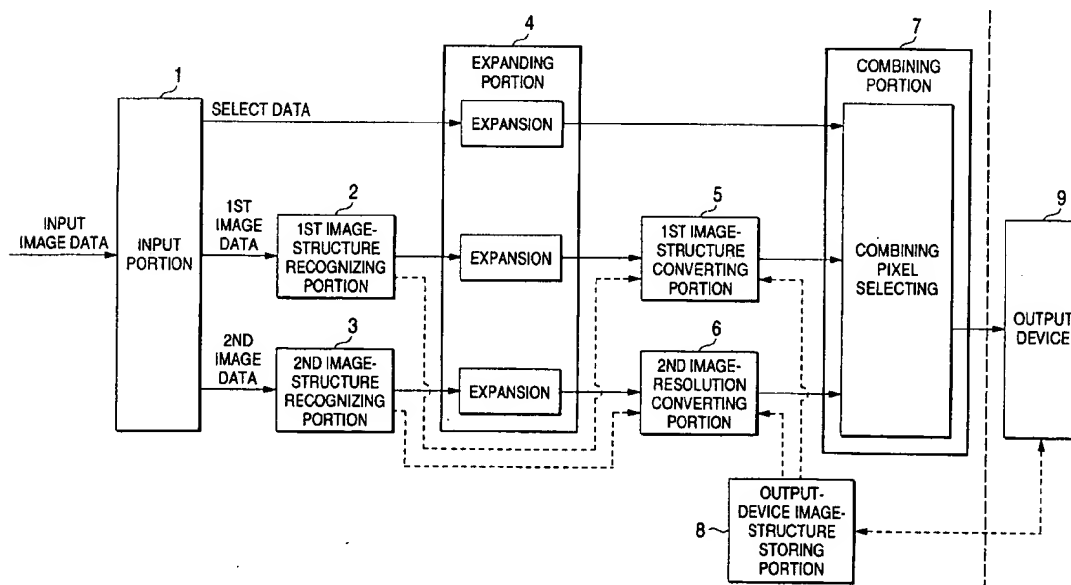 4
7
EXPANDING
PORTION
COMBINING
PORTION
1
SELECT DATA
EXPANSION
INPUT
IMAGE DATA
INPUT
PORTION
1ST
IMAGE
DATA
2
1ST IMAGE-
STRUCTURE
RECOGNIZING
PORTION
EXPANSION
5
1ST IMAGE-
STRUCTURE
CONVERTING
PORTION
COMBINING
PIXEL
SELECTING
9
OUTPUT
DEVICE
2ND
IMAGE
DATA
3
2ND IMAGE-
STRUCTURE
RECOGNIZING
PORTION
EXPANSION
6
2ND IMAGE-
RESOLUTION
CONVERTING
PORTION
8
OUTPUT-
DEVICE IMAGE-
STRUCTURE
STORING
PORTION